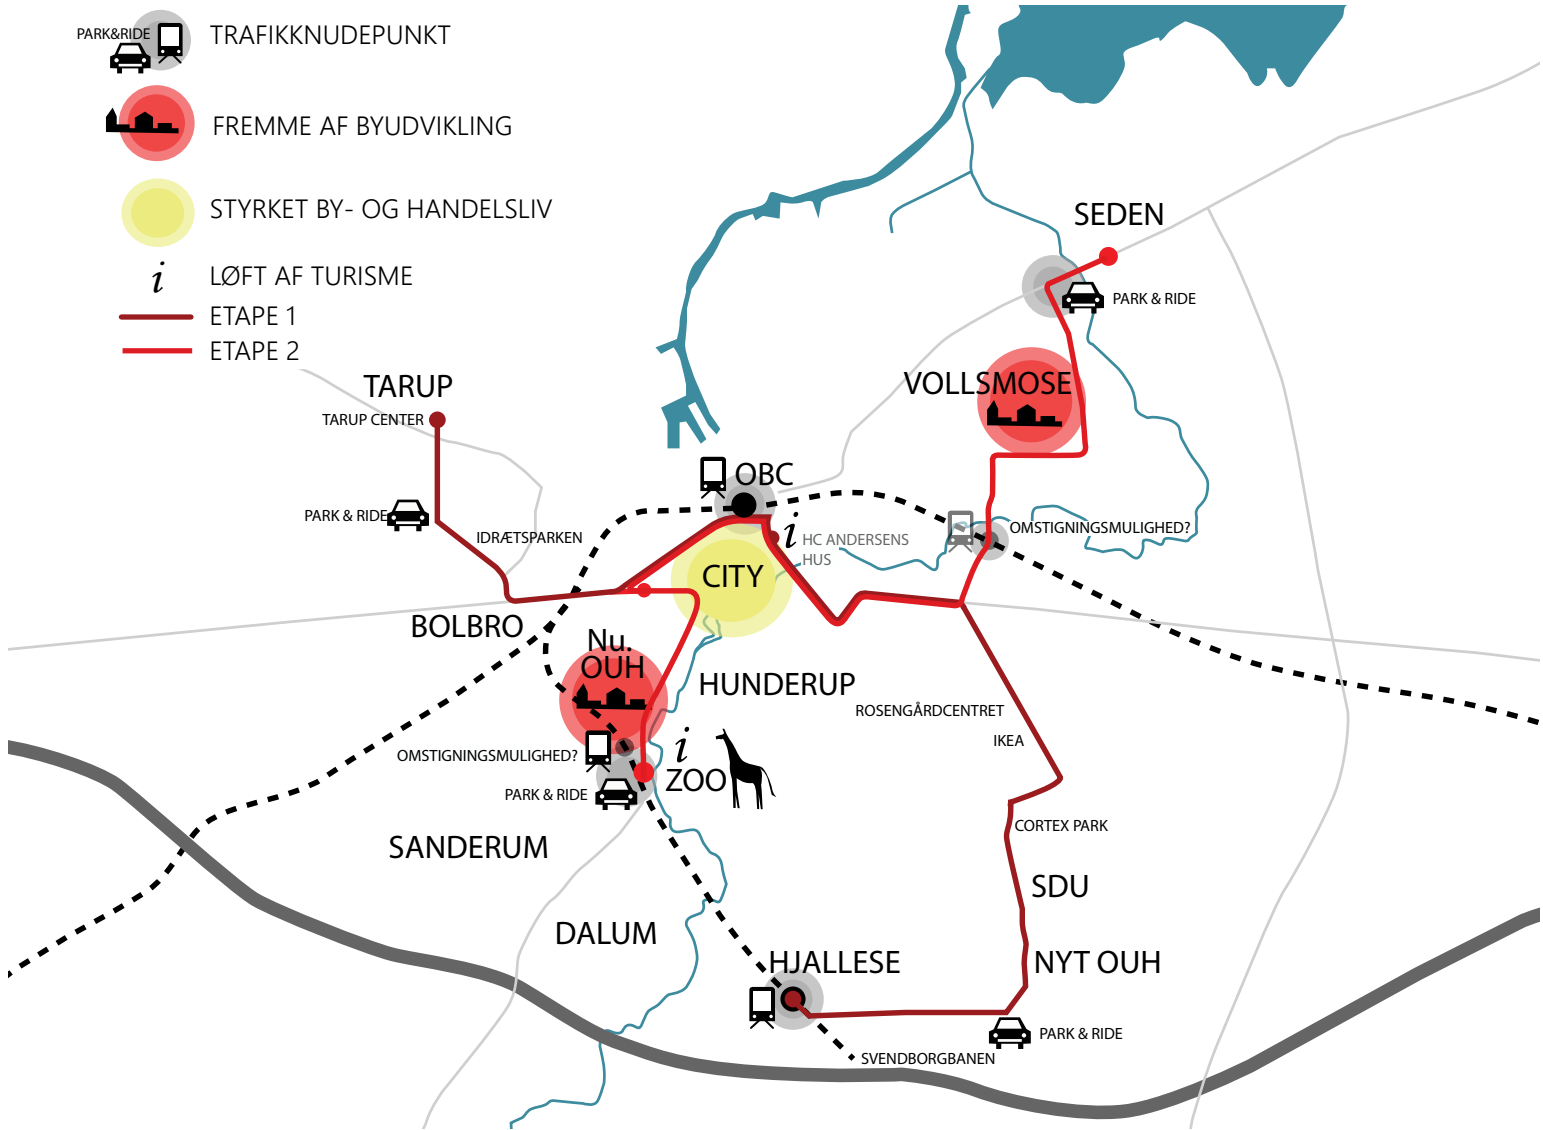 PARK&RIDE
TRAFIKKNUDEPUNKT
FREMME AF BYUDVIKLING
STYRKET BY- OG HANDELSLIV
i
LØFT AF TURISME
ETAPE 1
ETAPE 2
SEDEN
PARK & RIDE
TARUP
TARUP CENTER
VOLLSMOSE
OBC
PARK & RIDE
IDRÆTSPARKEN
i
HC ANDERSENS
HUS
OMSTIGNINGSMULIGHED?
CITY
BOLBRO
Nu.
OUH
HUNDERUP
ROSENGÅRDCENTRET
IKEA
OMSTIGNINGSMULIGHED?
i
ZOO
PARK & RIDE
CORTEX PARK
SANDERUM
SDU
DALUM
HJALLESE
NYT OUH
PARK & RIDE
SVENDBORGBANEN